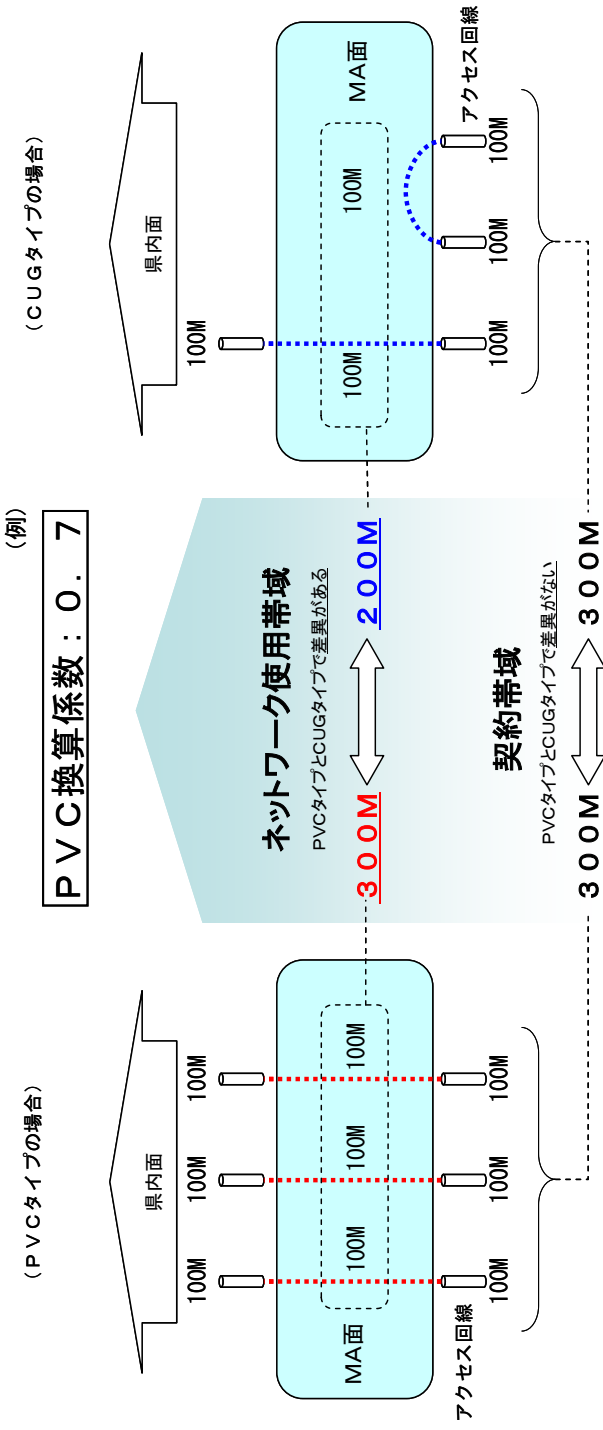 (例)
PVC換算係数：0．7
(PVCタイプの場合)
県内面
100M
100M
100M
100M
100M
100M
MA面
100M
100M
100M
アクセス回線
ネットワーク使用帯域
PVCタイプとCUGタイプで差異がある
300M
200M
契約帯域
PVCタイプとCUGタイプで差異がない
300M
300M
(CUGタイプの場合)
県内面
100M
100M
100M
MA面
100M
100M
100M
アクセス回線